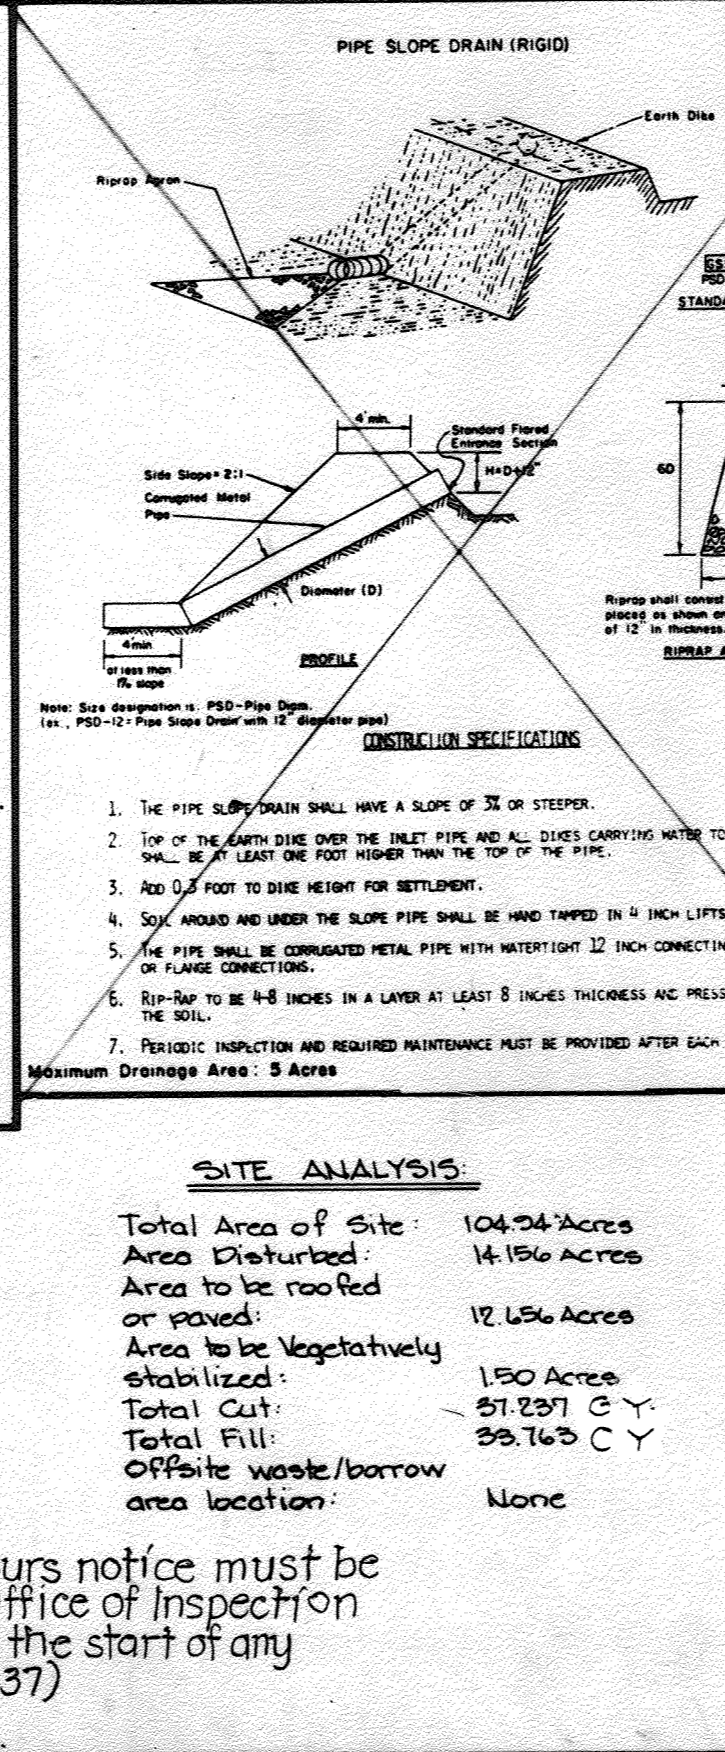 PIPE SLOPE DRAIN (RIGID)
Earth Dike
Riprap Apron
PSD
STANDA
4' min.
Standard Flared
Entrance Section
H=D+12"
Side Slope= 2:1
Corrugated Metal
Pipe
6D
Diameter (D)
4' min
at less than
1% slope
PROFILE
Riprap shall consist
placed as shown
of 12" in thickness.
RIPRAP A
Note: Size designation is: PSD-Pipe Diam.
(ex., PSD-12= Pipe Slope Drain with 12" diameter pipe)
CONSTRUCTION SPECIFICATIONS
1. THE PIPE SLOPE DRAIN SHALL HAVE A SLOPE OF 3% OR STEEPER.
2. TOP OF THE EARTH DIKE OVER THE INLET PIPE AND ALL DIKES CARRYING WATER TO
SHALL BE AT LEAST ONE FOOT HIGHER THAN THE TOP OF THE PIPE.
3. ADD 0.3 FOOT TO DIKE HEIGHT FOR SETTLEMENT.
4. SOIL AROUND AND UNDER THE SLOPE PIPE SHALL BE HAND TAMPED IN 4 INCH LIFTS
5. THE PIPE SHALL BE CORRUGATED METAL PIPE WITH WATERTIGHT 12 INCH CONNECTIN
OR FLANGE CONNECTIONS.
6. RIP-RAP TO BE 4-8 INCHES IN A LAYER AT LEAST 8 INCHES THICKNESS AND PRESS
THE SOIL.
7. PERIODIC INSPECTION AND REQUIRED MAINTENANCE MUST BE PROVIDED AFTER EACH
Maximum Drainage Area: 5 Acres
SITE ANALYSIS:
Total Area of Site: 104.94 Acres
Area Disturbed: 14.156 Acres
Area to be roofed
or paved: 12.656 Acres
Area to be Vegetatively
stabilized: 1.50 Acres
Total Cut: 37.237 C Y.
Total Fill: 33.763 C Y
Offsite waste/borrow
area location: None
urs notice must be
ffice of Inspection
the start of any
37)